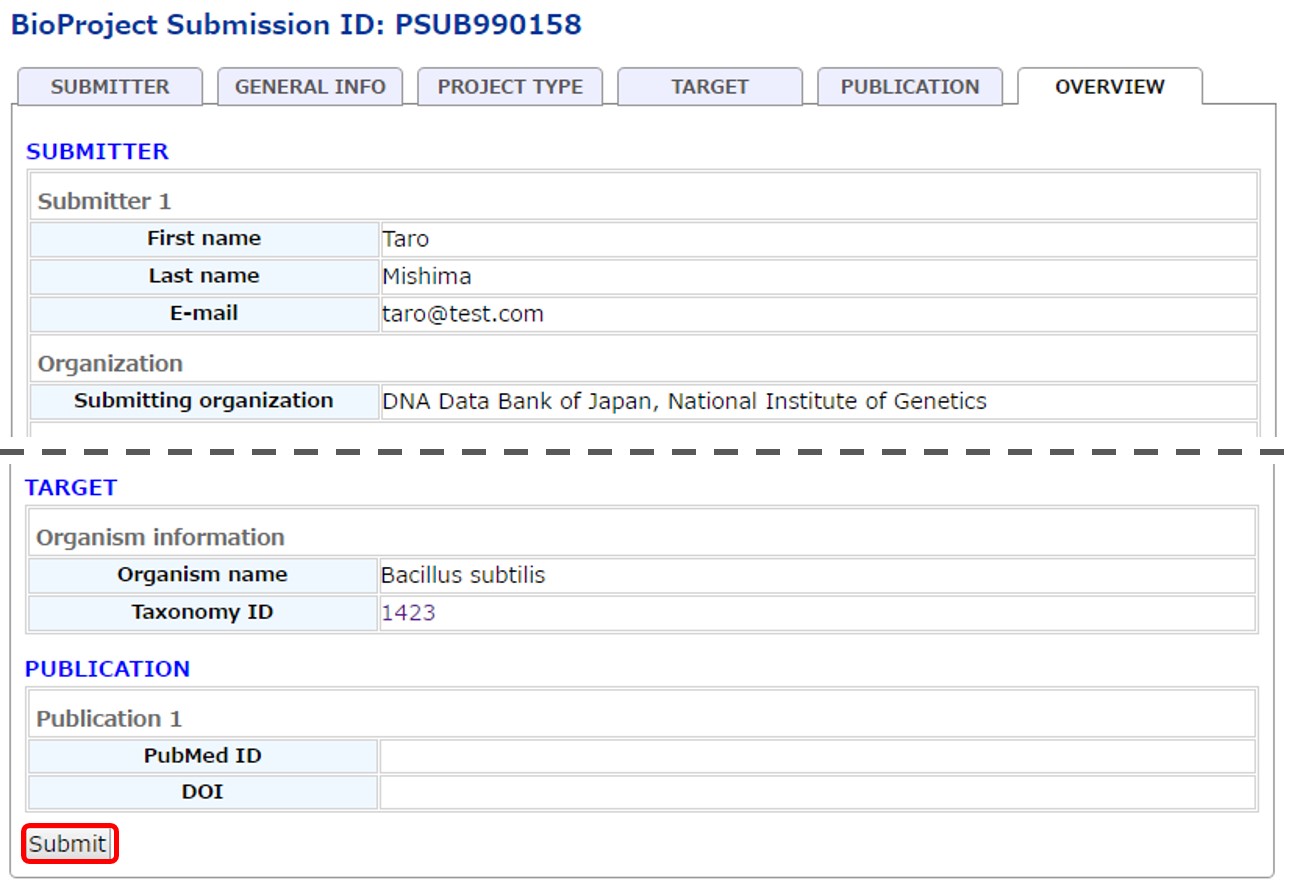 BioProject Submission ID: PSUB990158
SUBMITTER GENERAL INFO PROJECT TYPE TARGET PUBLICATION OVERVIEW
SUBMITTER
Submitter 1
First name Taro
Last name Mishima
E-mail taro@test.com
Organization
Submitting organization DNA Data Bank of Japan, National Institute of Genetics
TARGET
Organism information
Organism name Bacillus subtilis
Taxonomy ID 1423
PUBLICATION
Publication 1
PubMed ID
DOI
Submit